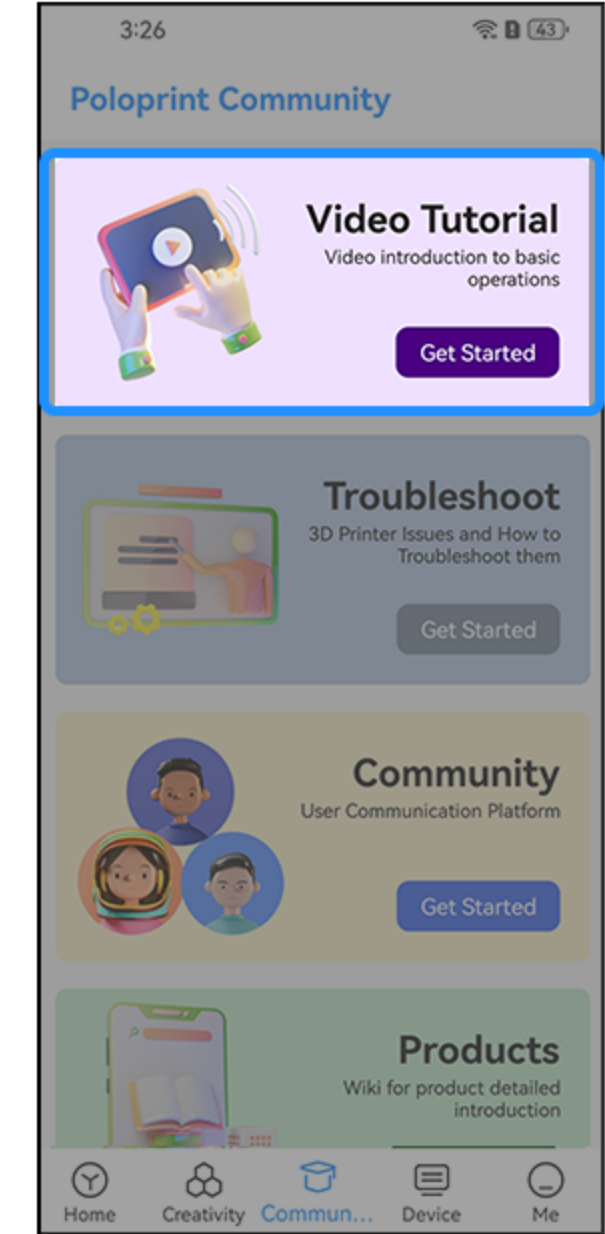 3:26
43
Poloprint Community
Video Tutorial
Video introduction to basic
operations
Get Started
Troubleshoot
3D Printer Issues and How to
Troubleshoot them
Get Started
Community
User Communication Platform
Get Started
Products
Wiki for product detailed
introduction
Home
Creativity
Commun...
Device
Me